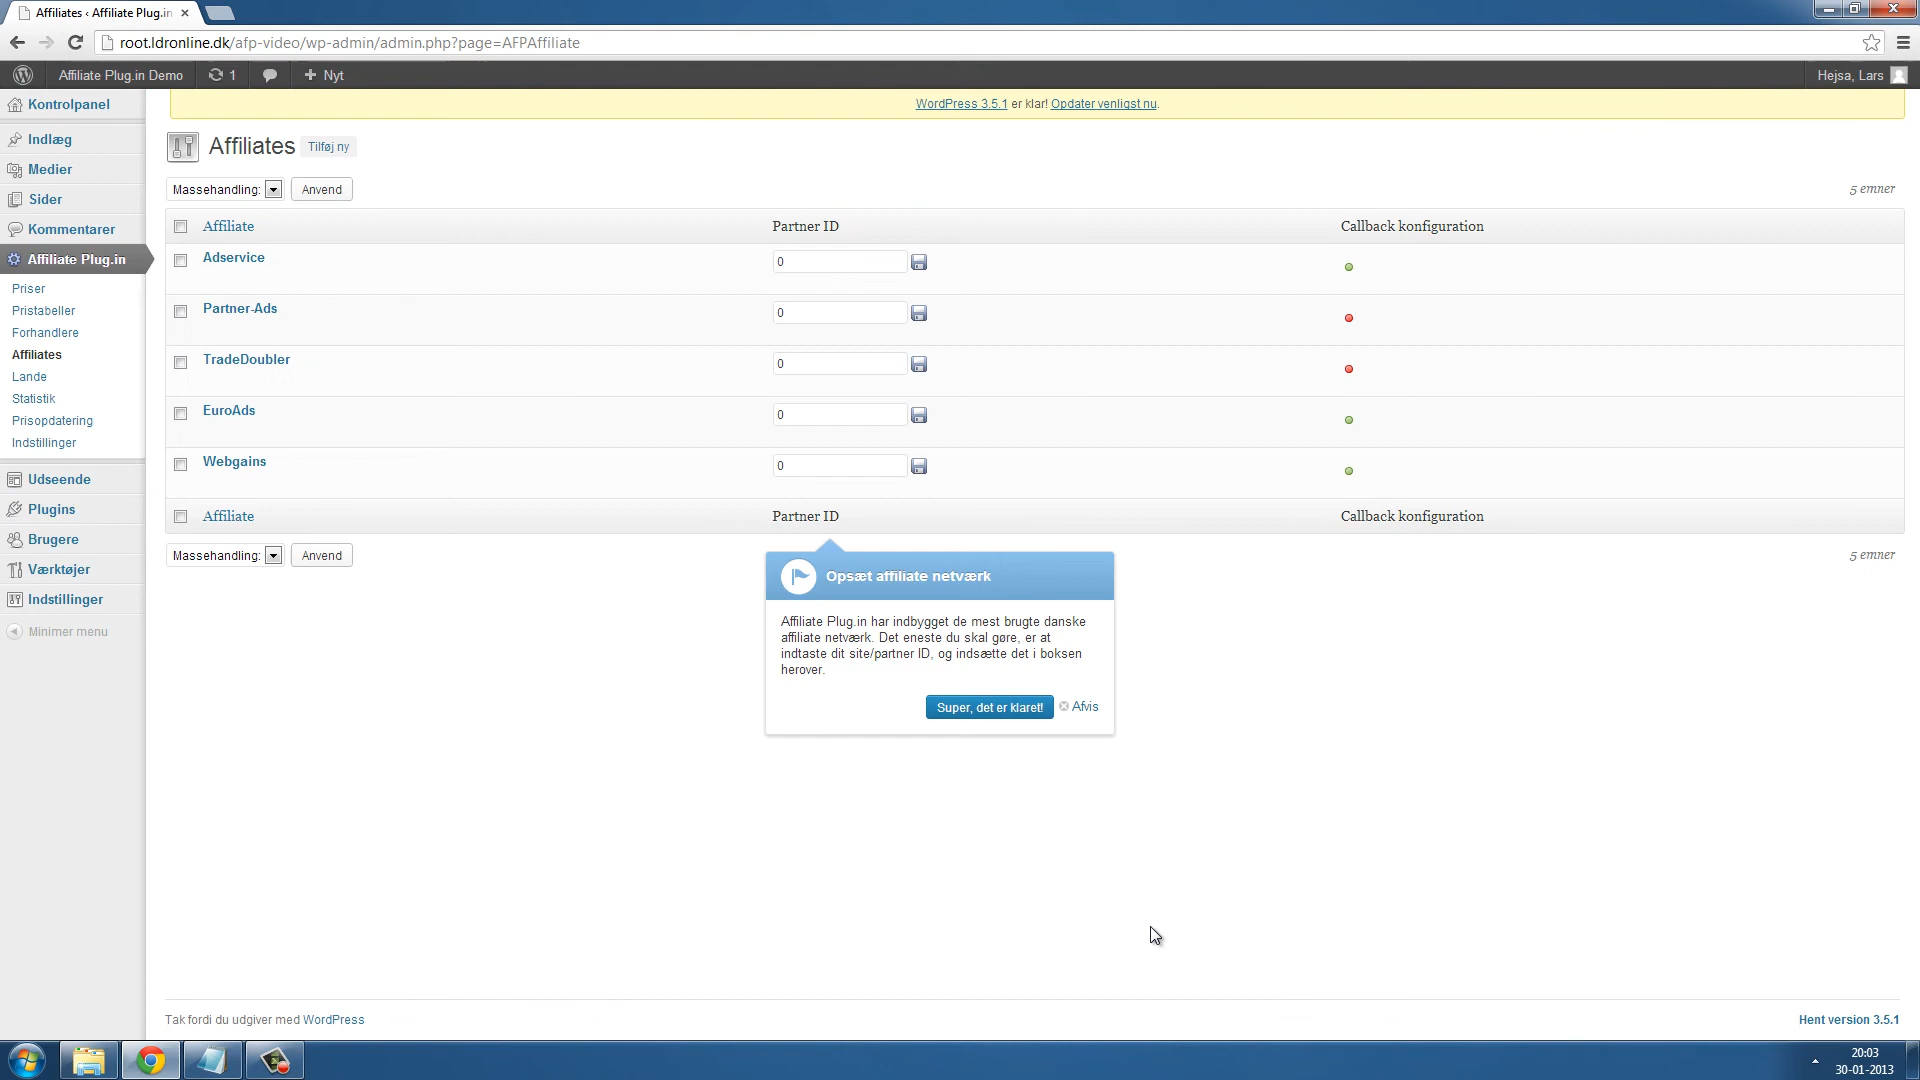 Affiliates ‹ Affiliate Plug.in
root.ldronline.dk/afp-video/wp-admin/admin.php?page=AFPAffiliate
Affiliate Plug.in Demo 1 + Nyt Hejsa, Lars
WordPress 3.5.1 er klar! Opdater venligst nu.
Kontrolpanel
Indlæg
Medier
Sider
Kommentarer
Affiliate Plug.in
Priser
Pristabeller
Forhandlere
Affiliates
Lande
Statistik
Prisopdatering
Indstillinger
Udseende
Plugins
Brugere
Værktøjer
Indstillinger
Minimer menu
Affiliates Tilføj ny
Massehandling: Anvend 5 emner
Affiliate Partner ID Callback konfiguration
Adservice 0
Partner-Ads 0
TradeDoubler 0
EuroAds 0
Webgains 0
Affiliate Partner ID Callback konfiguration
Massehandling: Anvend 5 emner
Opsæt affiliate netværk
Affiliate Plug.in har indbygget de mest brugte danske
affiliate netværk. Det eneste du skal gøre, er at
indtaste dit site/partner ID, og indsætte det i boksen
herover.
Super, det er klaret! Afvis
Tak fordi du udgiver med WordPress Hent version 3.5.1
20:03
30-01-2013